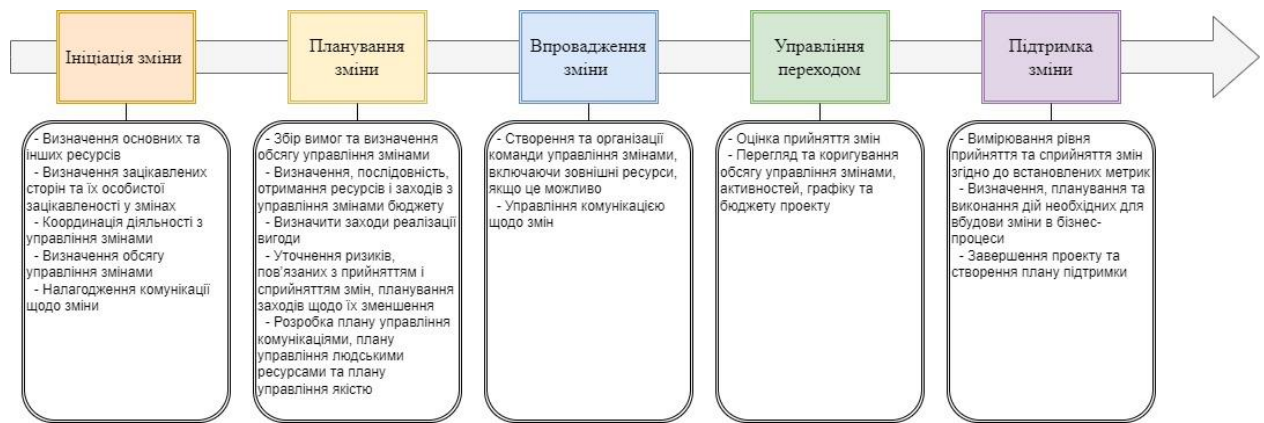 Ініціація зміни
Планування
зміни
Впровадження
зміни
Управління
переходом
Підтримка
зміни
- Визначення основних та
інших ресурсів
- Визначення зацікавлених
сторін та їх особистої
зацікавленості у змінах
- Координація діяльності з
управління змінами
- Визначення обсягу
управління змінами
- Налагодження комунікації
щодо зміни
- Збір вимог та визначення
обсягу управління змінами
- Визначення, послідовність,
отримання ресурсів і заходів з
управління змінами бюджету
- Визначити заходи реалізації
вигоди
- Уточнення ризиків,
пов'язаних з прийняттям і
сприйняттям змін, планування
заходів щодо їх зменшення
- Розробка плану управління
комунікаціями, плану
управління людськими
ресурсами та плану
управління якістю
- Створення та організації
команди управління змінами,
включаючи зовнішні ресурси,
якщо це можливо
- Управління комунікацією
щодо змін
- Оцінка прийняття змін
- Перегляд та коригування
обсягу управління змінами,
активностей, графіку та
бюджету проекту
- Вимірювання рівня
прийняття та сприйняття змін
згідно до встановлених метрик
- Визначення, планування та
виконання дій необхідних для
вбудови зміни в бізнес-
процеси
- Завершення проекту та
створення плану підтримки